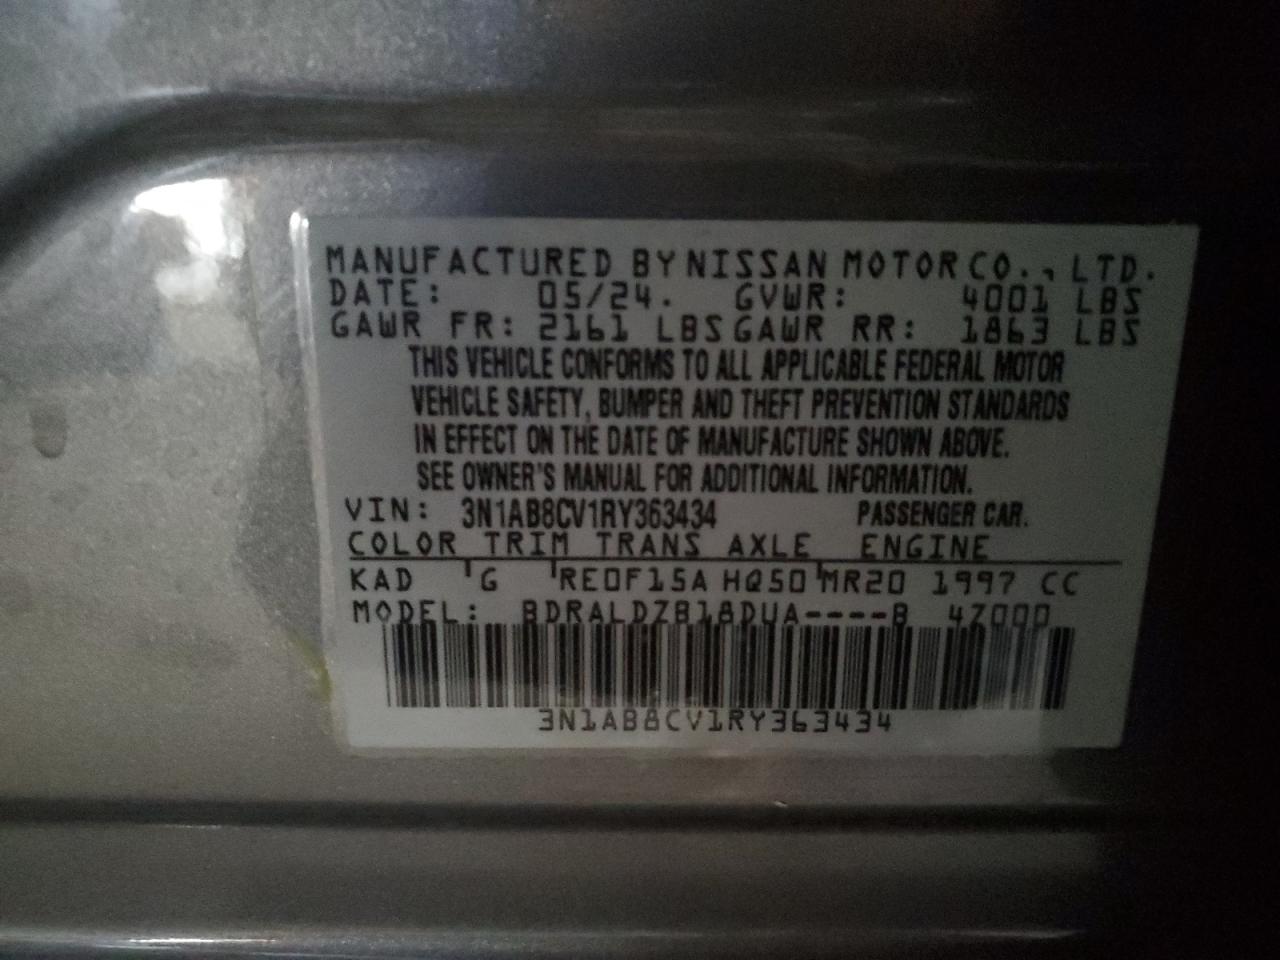 MANUFACTURED BY NISSAN MOTOR CO., LTD.
DATE: 05/24. GVWR: 4001 LBS
GAWR FR: 2161 LBS GAWR RR: 1863 LBS
THIS VEHICLE CONFORMS TO ALL APPLICABLE FEDERAL MOTOR
VEHICLE SAFETY, BUMPER AND THEFT PREVENTION STANDARDS
IN EFFECT ON THE DATE OF MANUFACTURE SHOWN ABOVE.
SEE OWNER'S MANUAL FOR ADDITIONAL INFORMATION.
VIN: 3N1AB8CV1RY363434 PASSENGER CAR.
COLOR TRIM TRANS AXLE ENGINE
KAD G RE0F15A HQ50 MR20 1997 CC
MODEL: BDRALDZB18DUA----B 4Z000
3N1AB8CV1RY363434